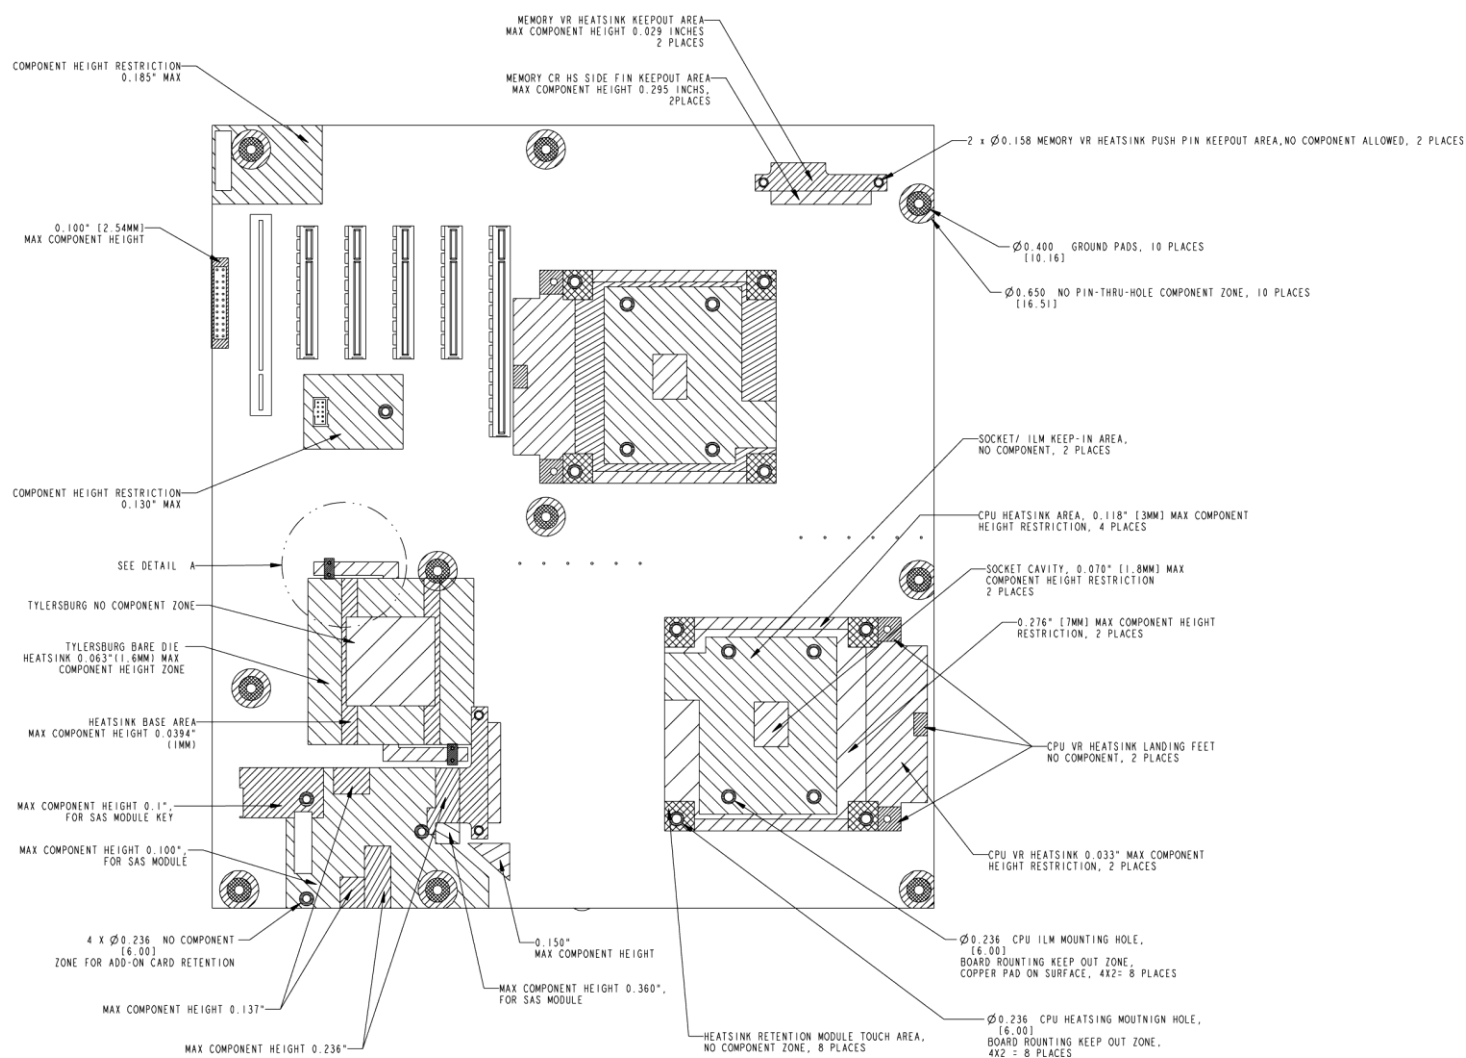 MEMORY VR HEATSINK KEEPOUT AREA
MAX COMPONENT HEIGHT 0.029 INCHES
2 PLACES
COMPONENT HEIGHT RESTRICTION
0.185" MAX
MEMORY CR HS SIDE FIN KEEPOUT AREA
MAX COMPONENT HEIGHT 0.295 INCHS,
2PLACES
2 x Ø0.158 MEMORY VR HEATSINK PUSH PIN KEEPOUT AREA,NO COMPONENT ALLOWED, 2 PLACES
0.100" [2.54MM]
MAX COMPONENT HEIGHT
Ø0.400 GROUND PADS, 10 PLACES
[10.16]
Ø0.650 NO PIN-THRU-HOLE COMPONENT ZONE, 10 PLACES
[16.51]
SOCKET/ ILM KEEP-IN AREA,
NO COMPONENT, 2 PLACES
COMPONENT HEIGHT RESTRICTION
0.130" MAX
CPU HEATSINK AREA, 0.118" [3MM] MAX COMPONENT
HEIGHT RESTRICTION, 4 PLACES
SEE DETAIL A
SOCKET CAVITY, 0.070" [1.8MM] MAX
COMPONENT HEIGHT RESTRICTION
2 PLACES
TYLERSBURG NO COMPONENT ZONE
0.276" [7MM] MAX COMPONENT HEIGHT
RESTRICTION, 2 PLACES
TYLERSBURG BARE DIE
HEATSINK 0.063"(1.6MM) MAX
COMPONENT HEIGHT ZONE
HEATSINK BASE AREA
MAX COMPONENT HEIGHT 0.0394"
(1MM)
CPU VR HEATSINK LANDING FEET
NO COMPONENT, 2 PLACES
MAX COMPONENT HEIGHT 0.1",
FOR SAS MODULE KEY
MAX COMPONENT HEIGHT 0.100",
FOR SAS MODULE
CPU VR HEATSINK 0.033" MAX COMPONENT
HEIGHT RESTRICTION, 2 PLACES
4 X Ø0.236 NO COMPONENT
[6.00]
ZONE FOR ADD-ON CARD RETENTION
0.150"
MAX COMPONENT HEIGHT
Ø0.236 CPU ILM MOUNTING HOLE,
[6.00]
BOARD ROUNTING KEEP OUT ZONE,
COPPER PAD ON SURFACE, 4X2= 8 PLACES
MAX COMPONENT HEIGHT 0.360",
FOR SAS MODULE
MAX COMPONENT HEIGHT 0.137"
Ø0.236 CPU HEATSING MOUTNIGN HOLE,
[6.00]
BOARD ROUNTING KEEP OUT ZONE,
4X2 = 8 PLACES
HEATSINK RETENTION MODULE TOUCH AREA,
NO COMPONENT ZONE, 8 PLACES
MAX COMPONENT HEIGHT 0.236"